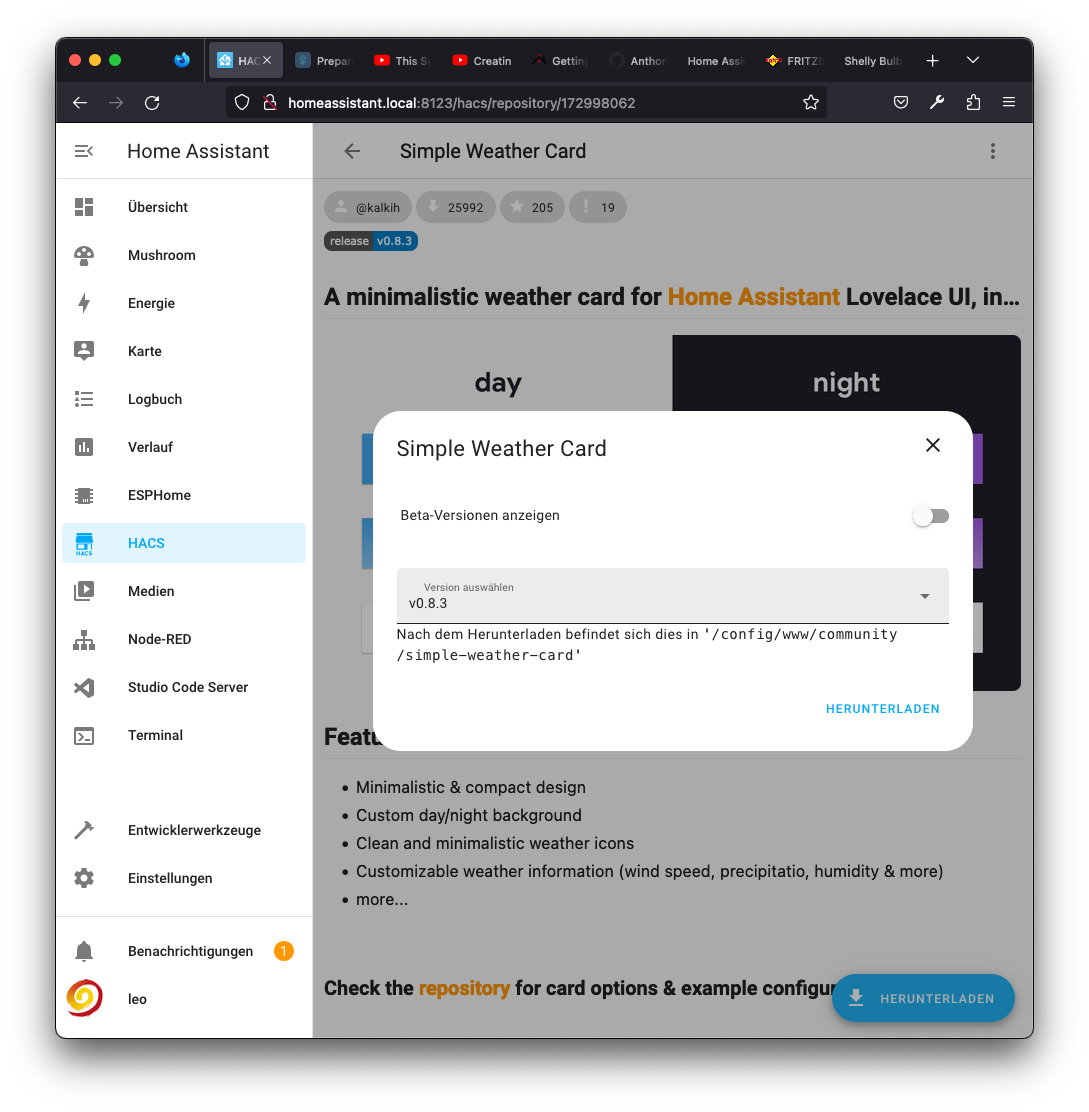 HAC
Prepar
This S
Creatin
Getting
Anthon
Home Assi
FRITZ!
Shelly Bulb
homeassistant.local:8123/hacs/repository/172998062
Home Assistant
Simple Weather Card
Übersicht
Mushroom
Energie
Karte
Logbuch
Verlauf
ESPHome
HACS
HACS
Medien
Node-RED
Studio Code Server
Terminal
Entwicklerwerkzeuge
Einstellungen
Benachrichtigungen 1
leo
@kalkih 25992 205 19
release v0.8.3
A minimalistic weather card for Home Assistant Lovelace UI, in...
day
night
Simple Weather Card
Beta-Versionen anzeigen
Version auswählen
v0.8.3
Nach dem Herunterladen befindet sich dies in '/config/www/community
/simple-weather-card'
HERUNTERLADEN
Featu
Minimalistic & compact design
Custom day/night background
Clean and minimalistic weather icons
Customizable weather information (wind speed, precipitatio, humidity & more)
more...
Check the repository for card options & example configur
HERUNTERLADEN